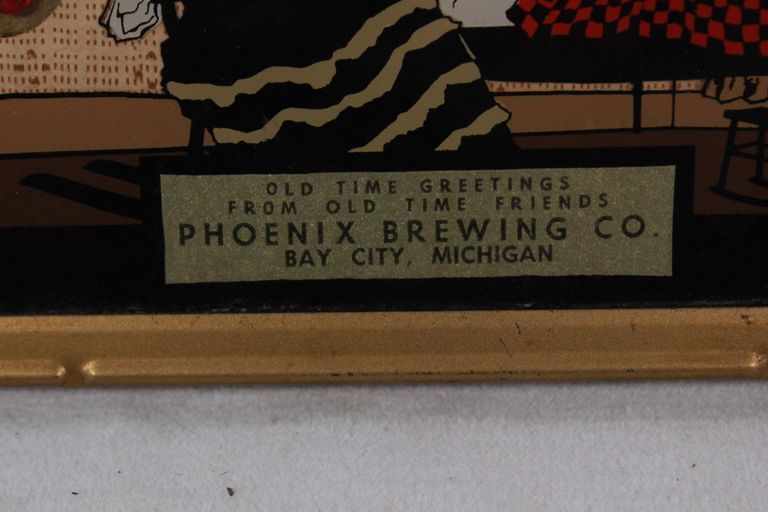 OLD TIME GREETINGS
FROM OLD TIME FRIENDS
PHOENIX BREWING CO.
BAY CITY, MICHIGAN